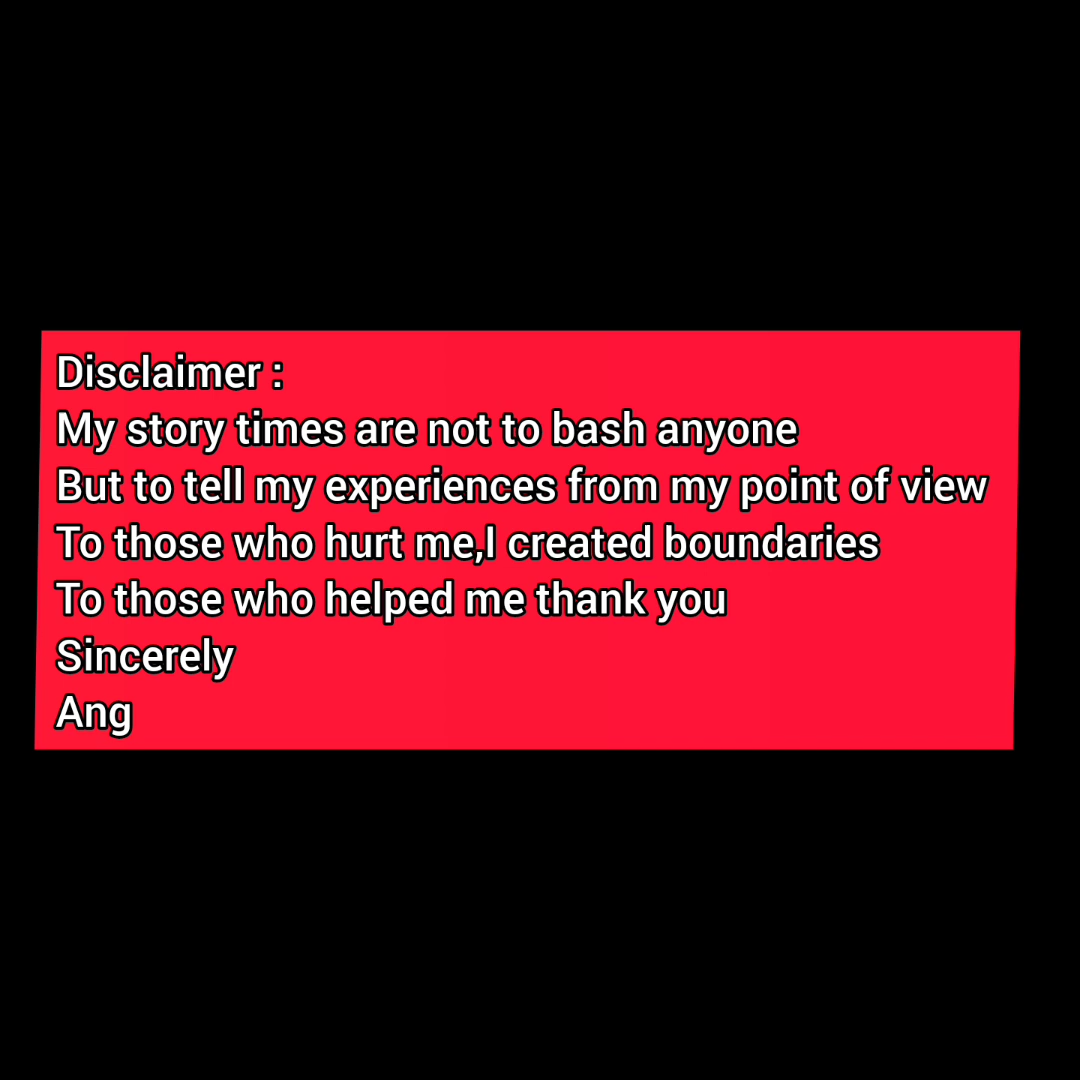 Disclaimer :
My story times are not to bash anyone
But to tell my experiences from my point of view
To those who hurt me,I created boundaries
To those who helped me thank you
Sincerely
Ang